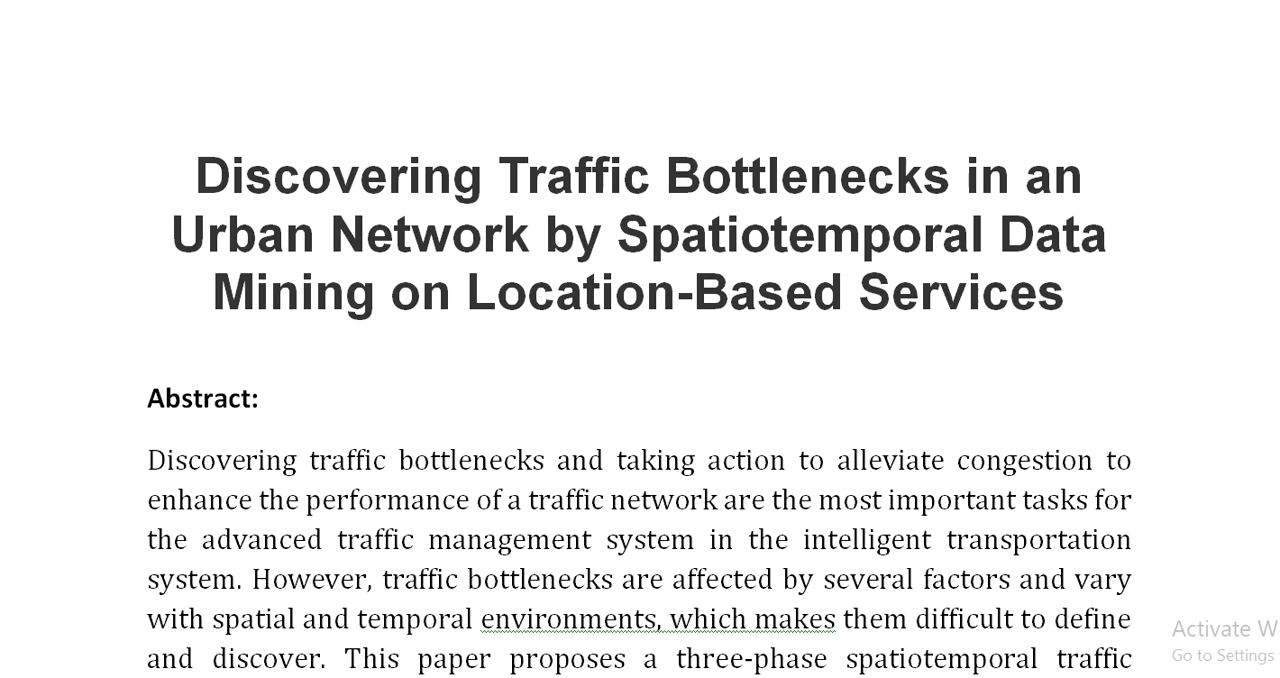 Discovering Traffic Bottlenecks in an
Urban Network by Spatiotemporal Data
Mining on Location-Based Services
Abstract:
Discovering traffic bottlenecks and taking action to alleviate congestion to
enhance the performance of a traffic network are the most important tasks for
the advanced traffic management system in the intelligent transportation
system. However, traffic bottlenecks are affected by several factors and vary
with spatial and temporal environments, which makes them difficult to define
and discover. This paper proposes a three-phase spatiotemporal traffic
Activate W
Go to Settings